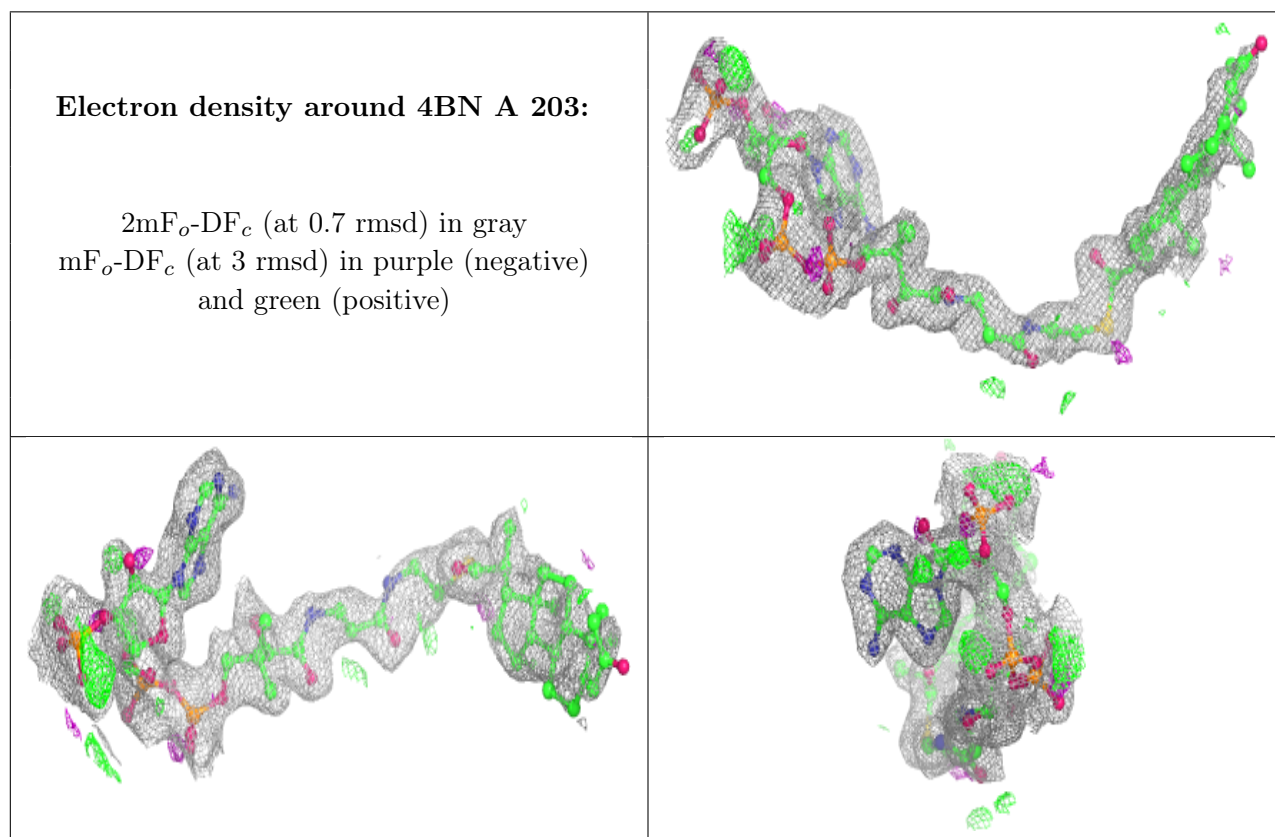 Electron density around 4BN A 203:
2mFₒ-DF𝒸 (at 0.7 rmsd) in gray
mFₒ-DF𝒸 (at 3 rmsd) in purple (negative)
and green (positive)